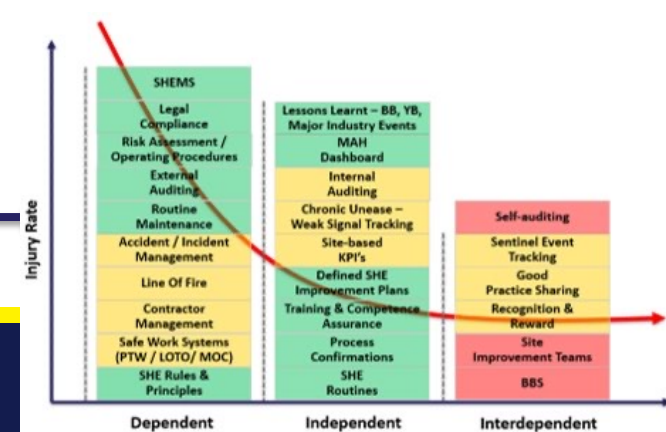 Injury Rate
SHEMS
Legal
Compliance
Risk Assessment /
Operating Procedures
External
Auditing
Routine
Maintenance
Accident / Incident
Management
Line Of Fire
Contractor
Management
Safe Work Systems
(PTW / LOTO/ MOC)
SHE Rules &
Principles
Dependent
Lessons Learnt – BB, YB,
Major Industry Events
MAH
Dashboard
Internal
Auditing
Chronic Unease –
Weak Signal Tracking
Site-based
KPI's
Defined SHE
Improvement Plans
Training & Competence
Assurance
Process
Confirmations
SHE
Routines
Independent
Self-auditing
Sentinel Event
Tracking
Good
Practice Sharing
Recognition &
Reward
Site
Improvement Teams
BBS
Interdependent